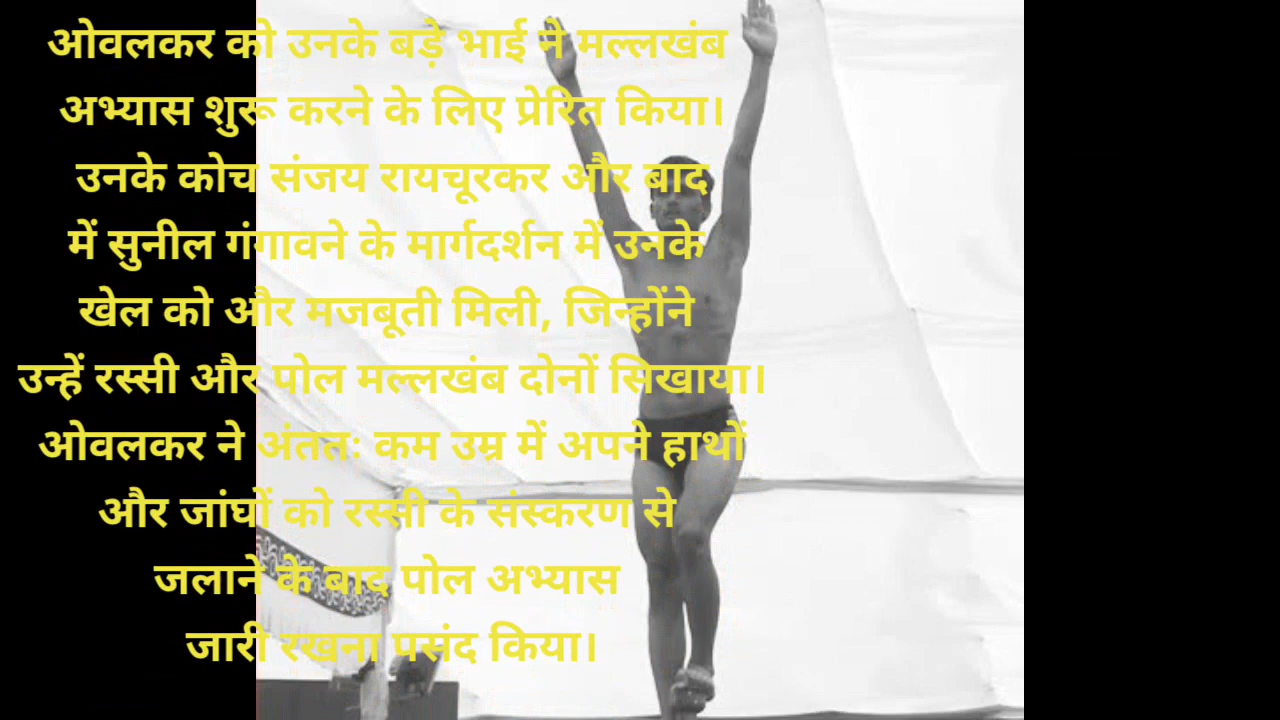 ओवलकर को उनके बड़े भाई ने मल्लखंब
अभ्यास शुरू करने के लिए प्रेरित किया।
उनके कोच संजय रायचूरकर और बाद
में सुनील गंगावने के मार्गदर्शन में उनके
खेल को और मजबूती मिली, जिन्होंने
उन्हें रस्सी और पोल मल्लखंब दोनों सिखाया।
ओवलकर ने अंततः कम उम्र में अपने हाथों
और जांघों को रस्सी के संस्करण से
जलाने के बाद पोल अभ्यास
जारी रखना पसंद किया।